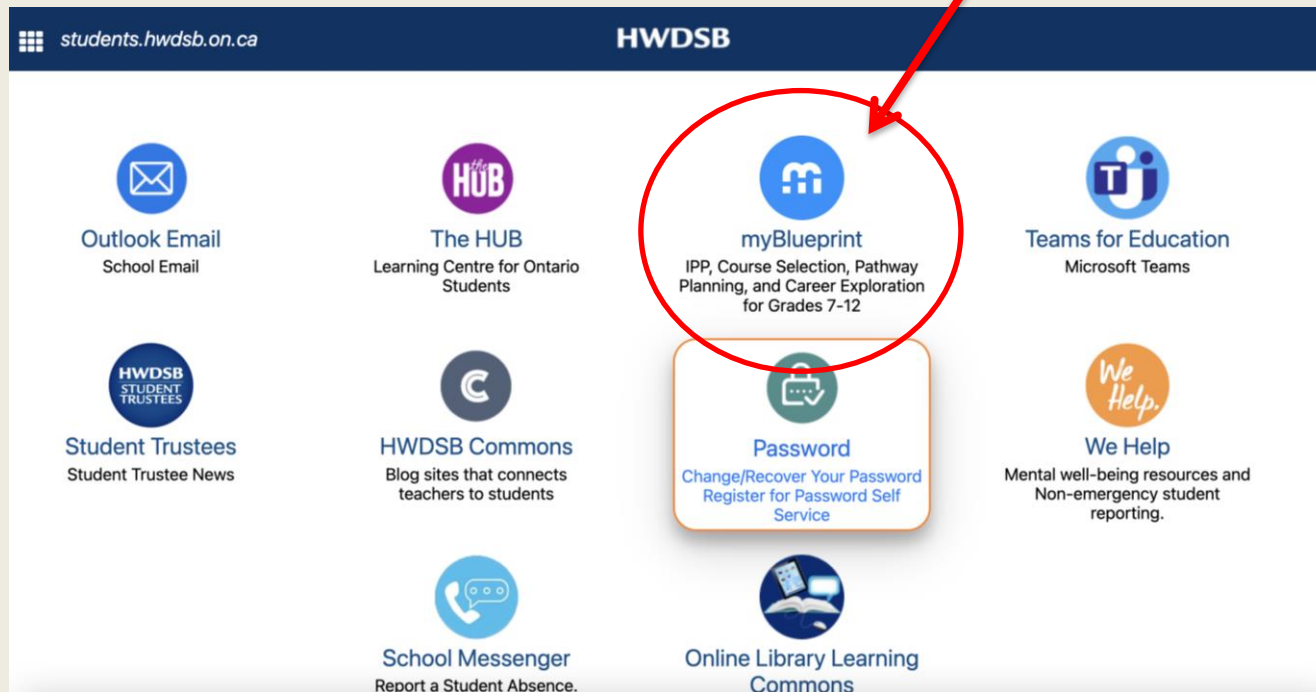 students.hwdsb.on.ca
HWDSB
Outlook Email
School Email
the
HUB
The HUB
Learning Centre for Ontario
Students
myBlueprint
IPP, Course Selection, Pathway
Planning, and Career Exploration
for Grades 7-12
T
Teams for Education
Microsoft Teams
HWDSB
STUDENT
TRUSTEES
Student Trustees
Student Trustee News
C
HWDSB Commons
Blog sites that connects
teachers to students
Password
Change/Recover Your Password
Register for Password Self
Service
We
Help.
We Help
Mental well-being resources and
Non-emergency student
reporting.
School Messenger
Report a Student Absence.
Online Library Learning
Commons